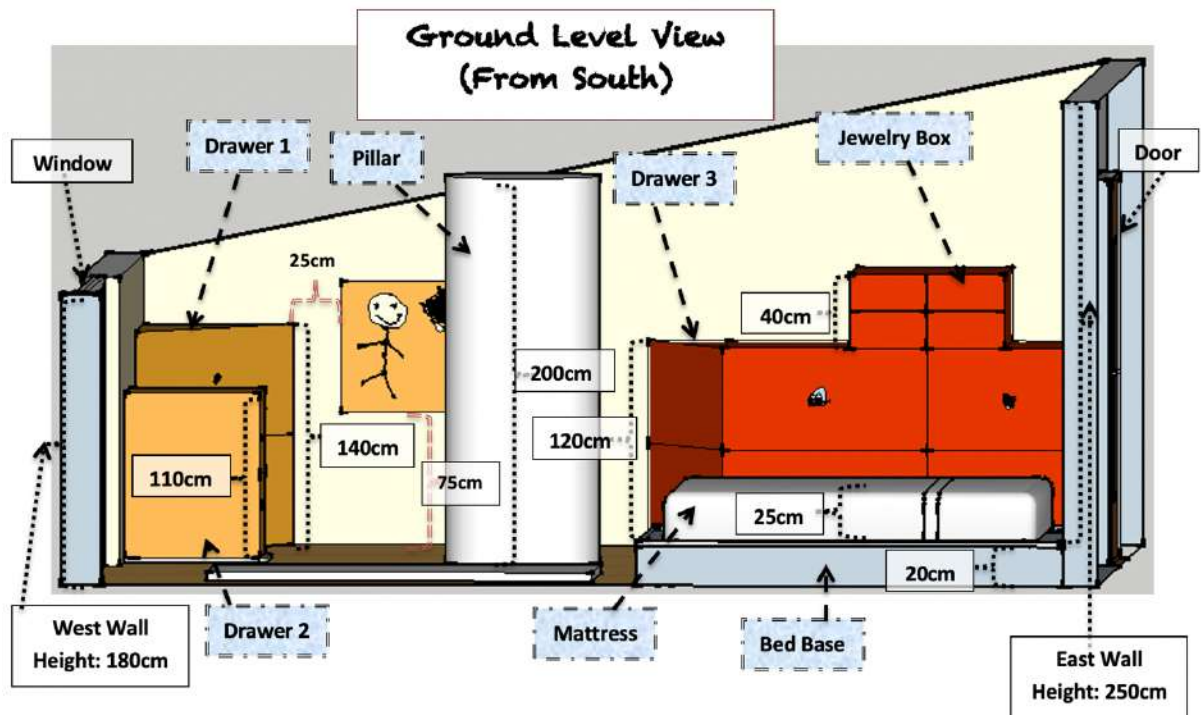 Ground Level View
(From South)
Drawer 1
Pillar
Jewelry Box
Window
Door
Drawer 3
25cm
40cm
200cm
120cm
140cm
110cm
75cm
25cm
20cm
West Wall
Height: 180cm
Drawer 2
Mattress
Bed Base
East Wall
Height: 250cm